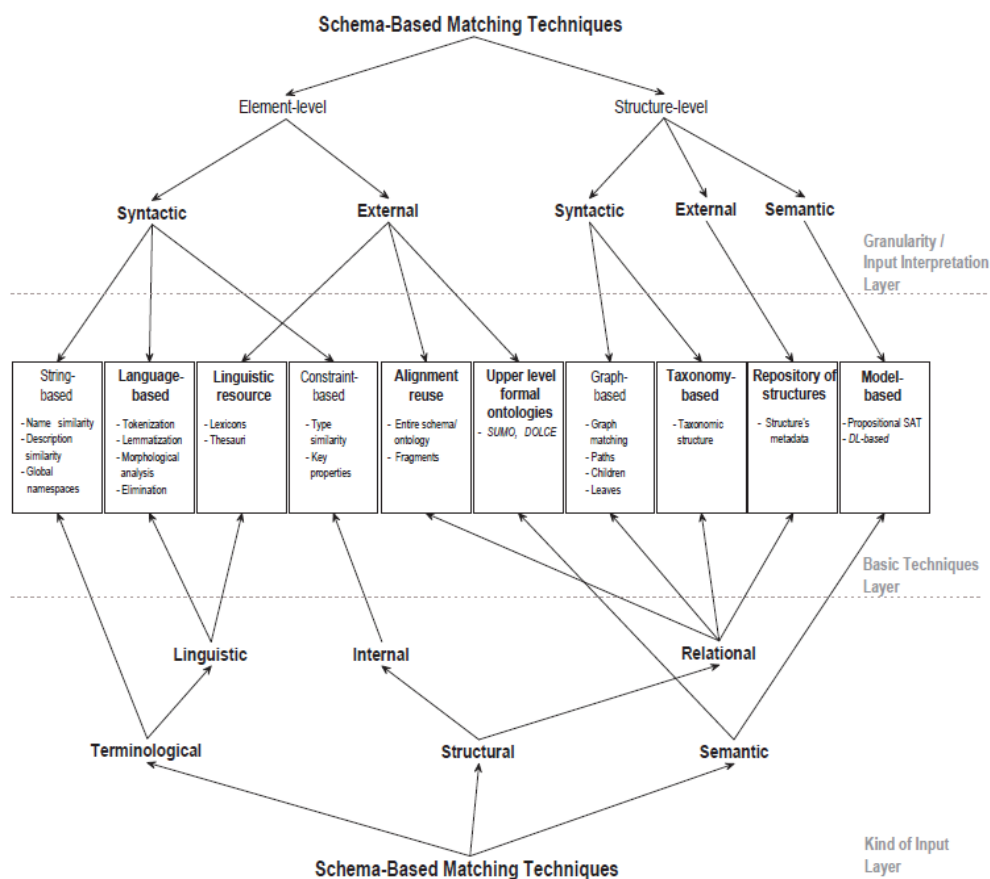 Schema-Based Matching Techniques
Element-level
Structure-level
Syntactic
External
Syntactic
External
Semantic
Granularity /
Input Interpretation
Layer
String-
based
- Name similarity
- Description
similarity
- Global
namespaces
Language-
based
- Tokenization
- Lemmatization
- Morphological
analysis
- Elimination
Linguistic
resource
- Lexicons
- Thesauri
Constraint-
based
- Type
similarity
- Key
properties
Alignment
reuse
- Entire schema/
ontology
- Fragments
Upper level
formal
ontologies
- SUMO, DOLCE
Graph-
based
- Graph
matching
- Paths
- Children
- Leaves
Taxonomy-
based
- Taxonomic
structure
Repository of
structures
- Structure's
metadata
Model-
based
- Propositional SAT
- DL-based
Basic Techniques
Layer
Linguistic
Internal
Relational
Terminological
Structural
Semantic
Schema-Based Matching Techniques
Kind of Input
Layer